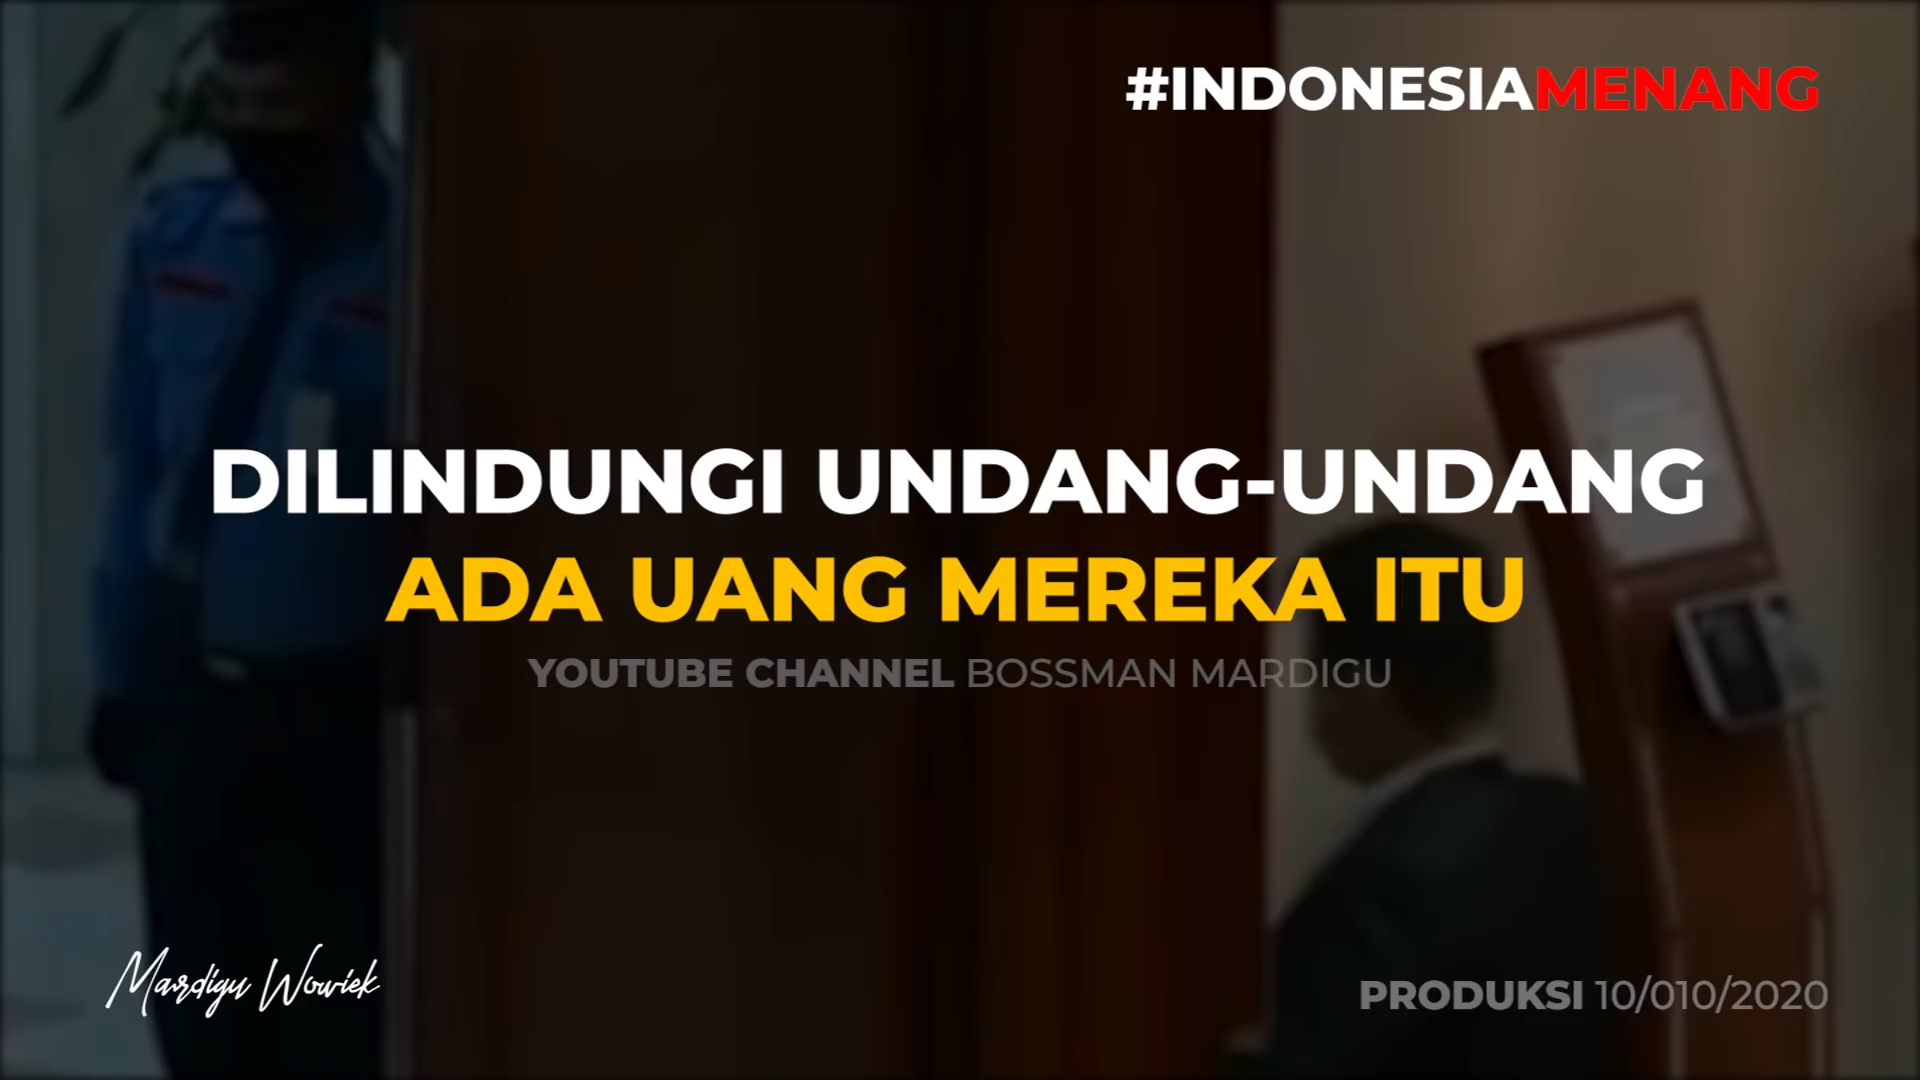 #INDONESIAMENANG
DILINDUNGI UNDANG-UNDANG
ADA UANG MEREKA ITU
YOUTUBE CHANNEL BOSSMAN MARDIGU
Mardigu Wowiek
PRODUKSI 10/010/2020